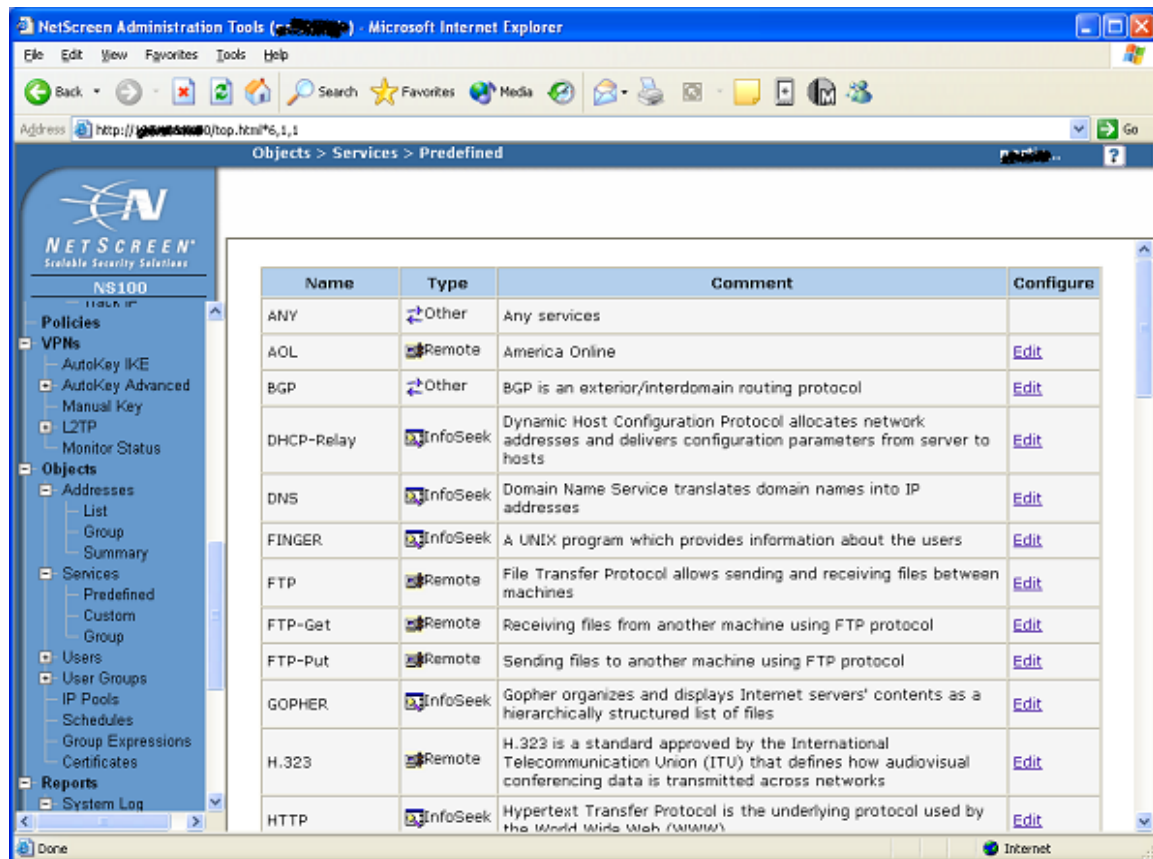 NetScreen Administration Tools ( ) - Microsoft Internet Explorer
File Edit View Favorites Tools Help
Back Search Favorites Media
Address http:// 0/top.html*6,1,1 Go
Objects > Services > Predefined ?
N
NETSCREEN
Scalable Security Solutions
NS100
Track IP
Policies
VPNs
AutoKey IKE
AutoKey Advanced
Manual Key
L2TP
Monitor Status
Objects
Addresses
List
Group
Summary
Services
Predefined
Custom
Group
Users
User Groups
IP Pools
Schedules
Group Expressions
Certificates
Reports
System Log
Name Type Comment Configure
ANY Other Any services
AOL Remote America Online Edit
BGP Other BGP is an exterior/interdomain routing protocol Edit
DHCP-Relay InfoSeek Dynamic Host Configuration Protocol allocates network
addresses and delivers configuration parameters from server to
hosts Edit
DNS InfoSeek Domain Name Service translates domain names into IP
addresses Edit
FINGER InfoSeek A UNIX program which provides information about the users Edit
FTP Remote File Transfer Protocol allows sending and receiving files between
machines Edit
FTP-Get Remote Receiving files from another machine using FTP protocol Edit
FTP-Put Remote Sending files to another machine using FTP protocol Edit
GOPHER InfoSeek Gopher organizes and displays Internet servers' contents as a
hierarchically structured list of files Edit
H.323 Remote H.323 is a standard approved by the International
Telecommunication Union (ITU) that defines how audiovisual
conferencing data is transmitted across networks Edit
HTTP InfoSeek Hypertext Transfer Protocol is the underlying protocol used by
the World Wide Web (WWW) Edit
Done Internet